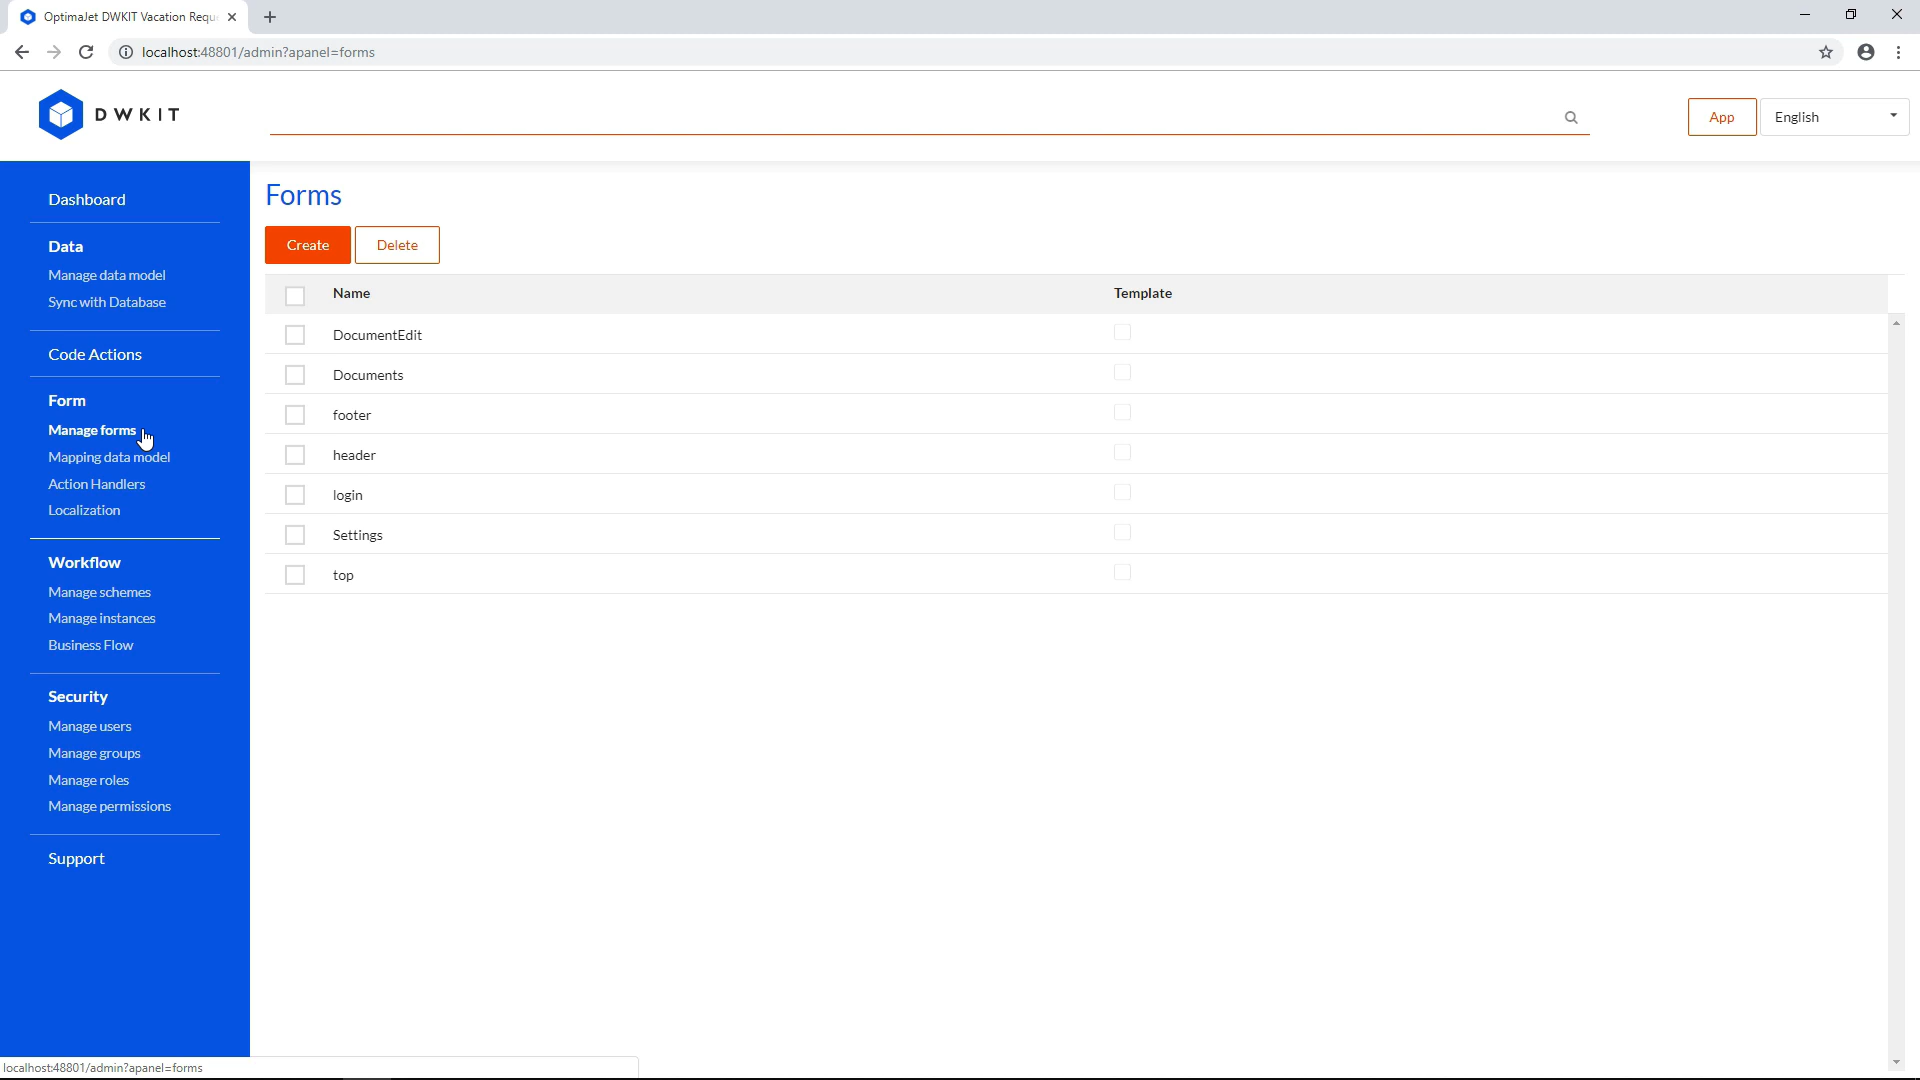 OptimaJet DWKIT Vacation Requ
localhost:48801/admin?apanel=forms
DWKIT
App
English
Dashboard
Data
Manage data model
Sync with Database
Code Actions
Form
Manage forms
Mapping data model
Action Handlers
Localization
Workflow
Manage schemes
Manage instances
Business Flow
Security
Manage users
Manage groups
Manage roles
Manage permissions
Support
Forms
Create
Delete
Name
Template
DocumentEdit
Documents
footer
header
login
Settings
top
localhost:48801/admin?apanel=forms